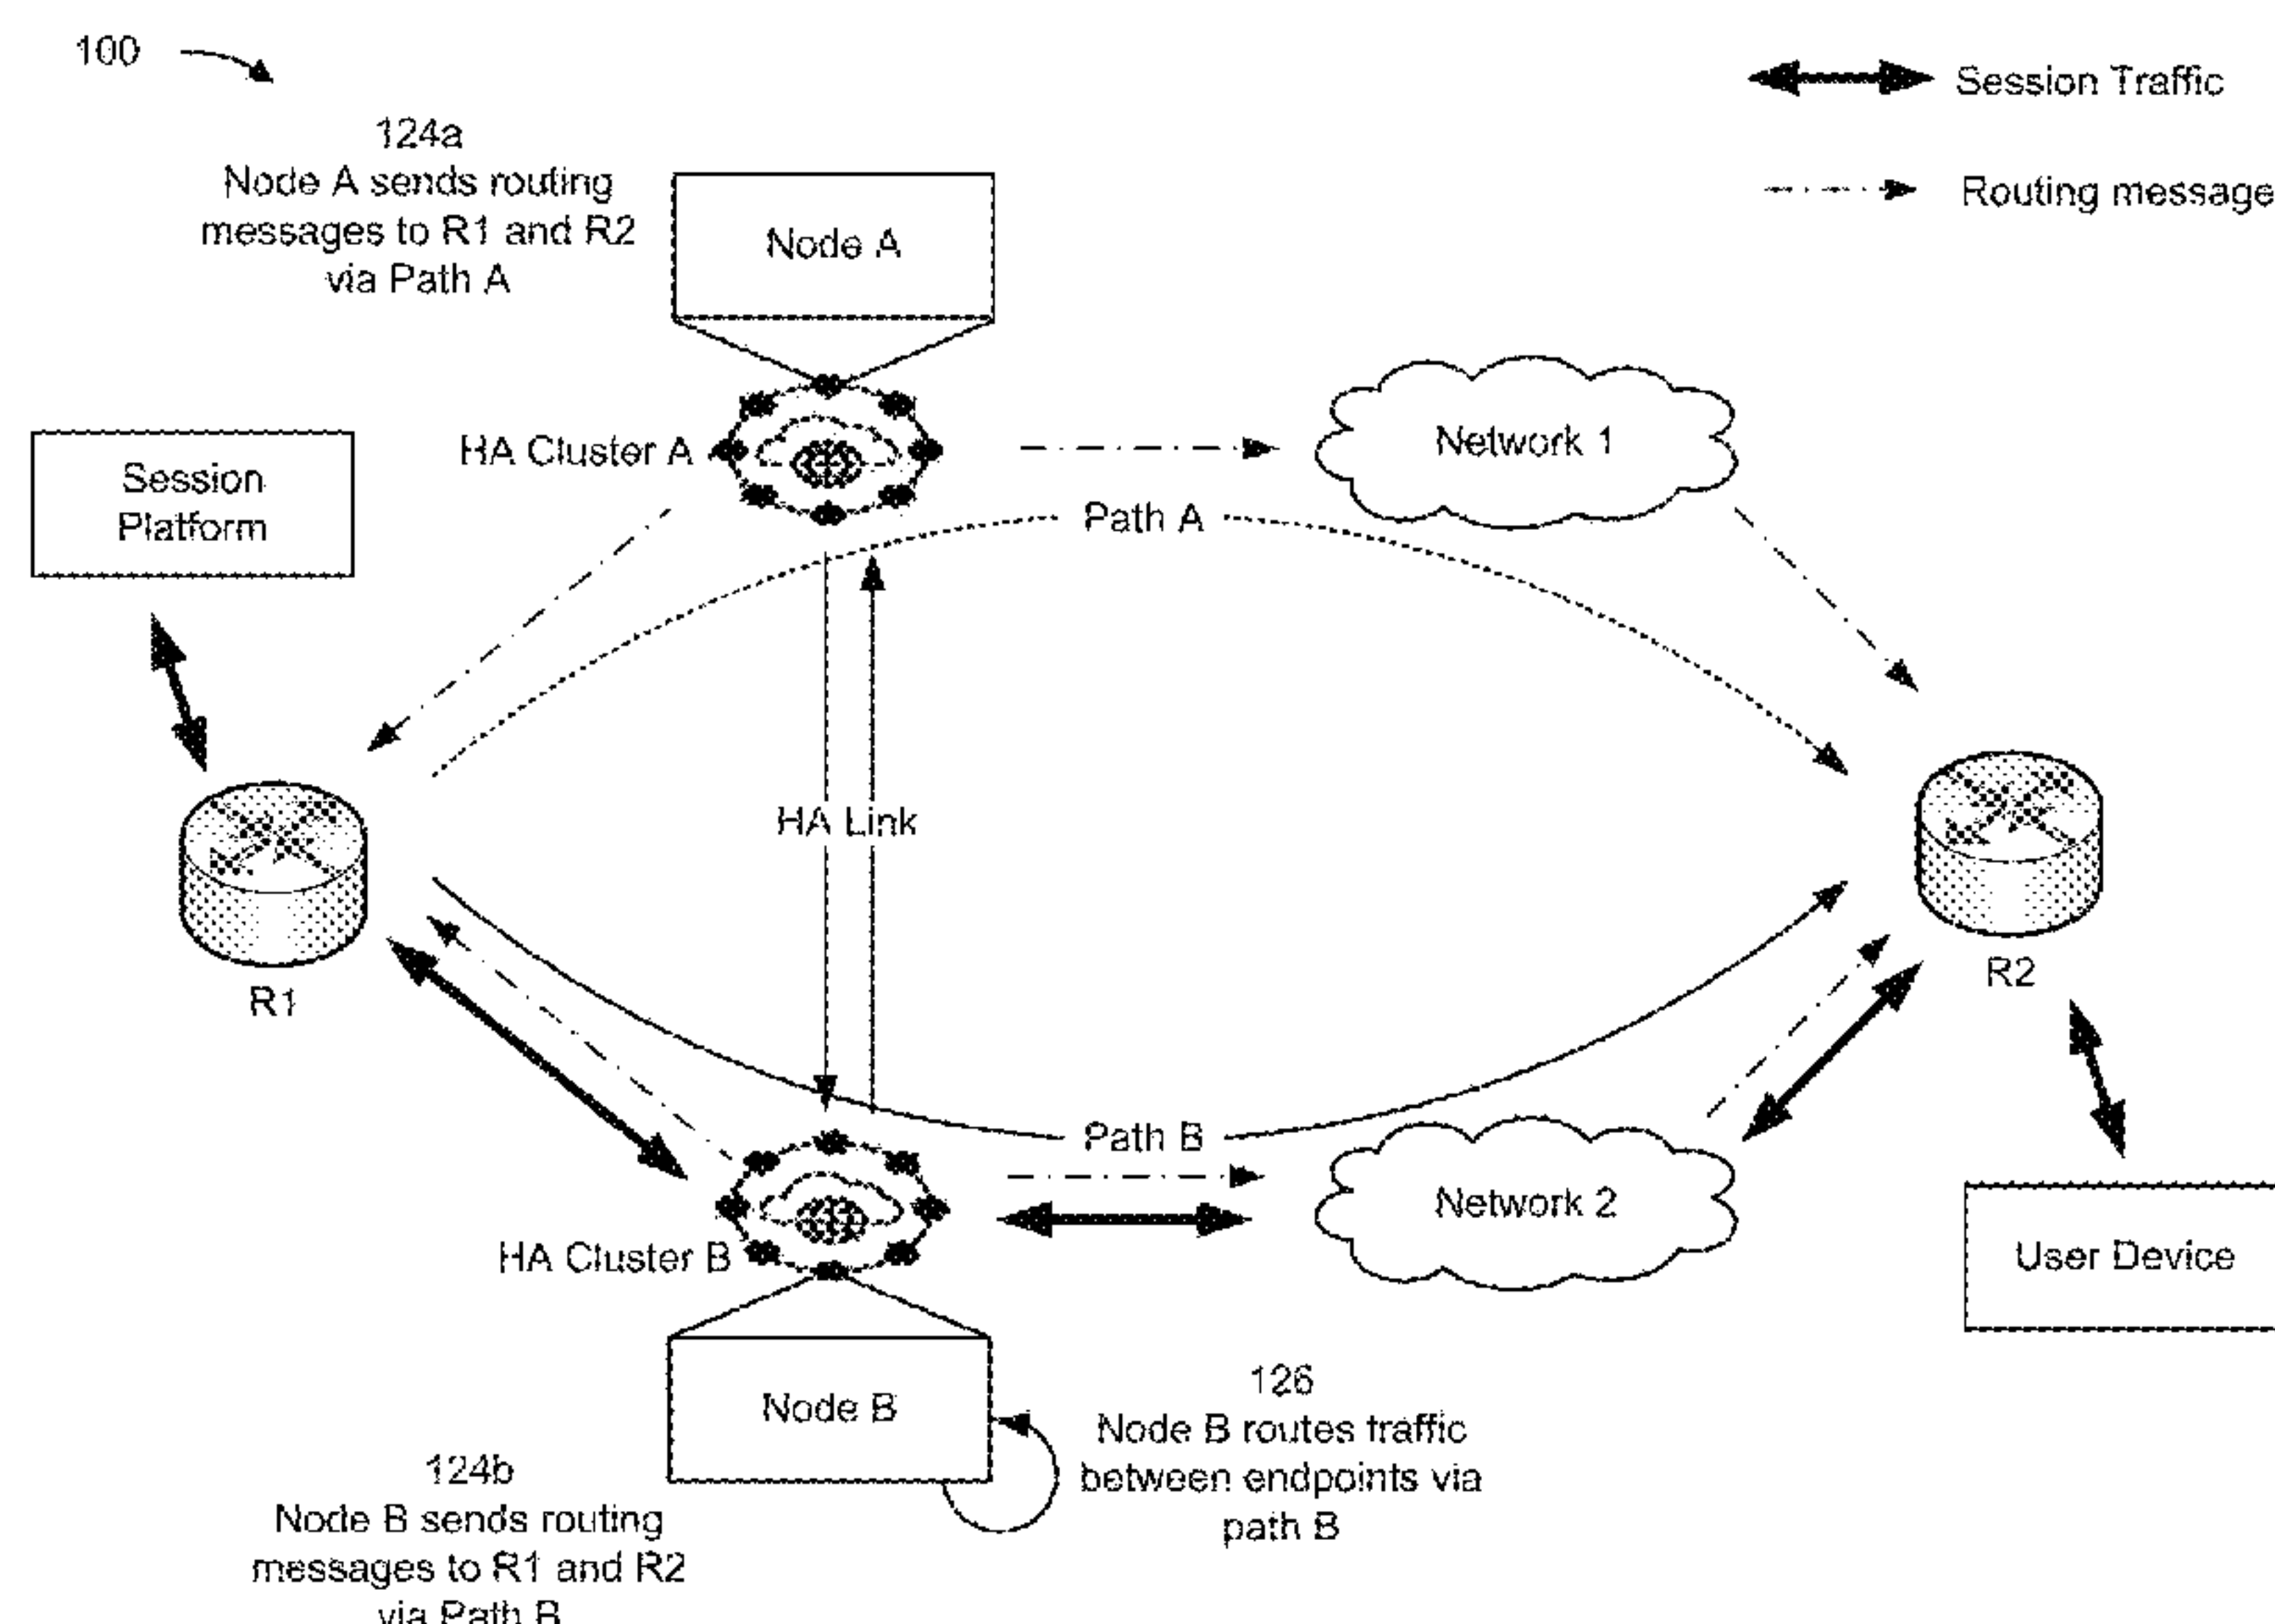 100
Session Traffic
124a
Node A sends routing
messages to R1 and R2
via Path A
Node A
Routing message
HA Cluster A
Network 1
Session
Platform
Path A
HA Link
R1
R2
Path B
Network 2
HA Cluster B
User Device
Node B
126
Node B routes traffic
between endpoints via
path B
124b
Node B sends routing
messages to R1 and R2
via Path B